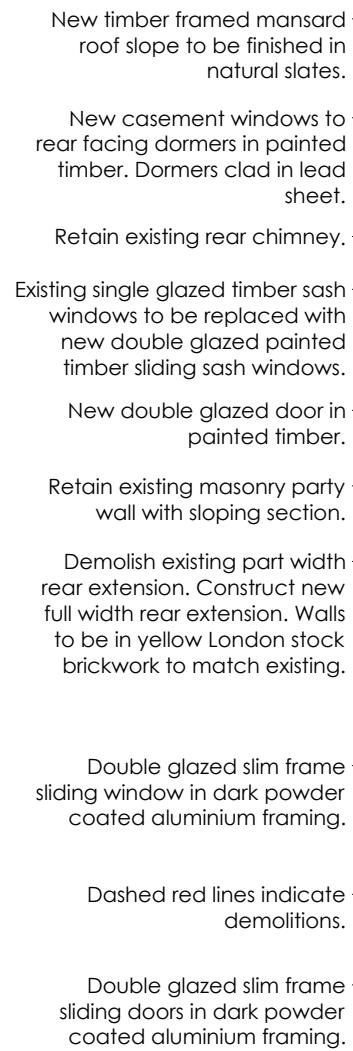 New timber framed mansard
roof slope to be finished in
natural slates.
New casement windows to
rear facing dormers in painted
timber. Dormers clad in lead
sheet.
Retain existing rear chimney.
Existing single glazed timber sash
windows to be replaced with
new double glazed painted
timber sliding sash windows.
New double glazed door in
painted timber.
Retain existing masonry party
wall with sloping section.
Demolish existing part width
rear extension. Construct new
full width rear extension. Walls
to be in yellow London stock
brickwork to match existing.
Double glazed slim frame
sliding window in dark powder
coated aluminium framing.
Dashed red lines indicate
demolitions.
Double glazed slim frame
sliding doors in dark powder
coated aluminium framing.